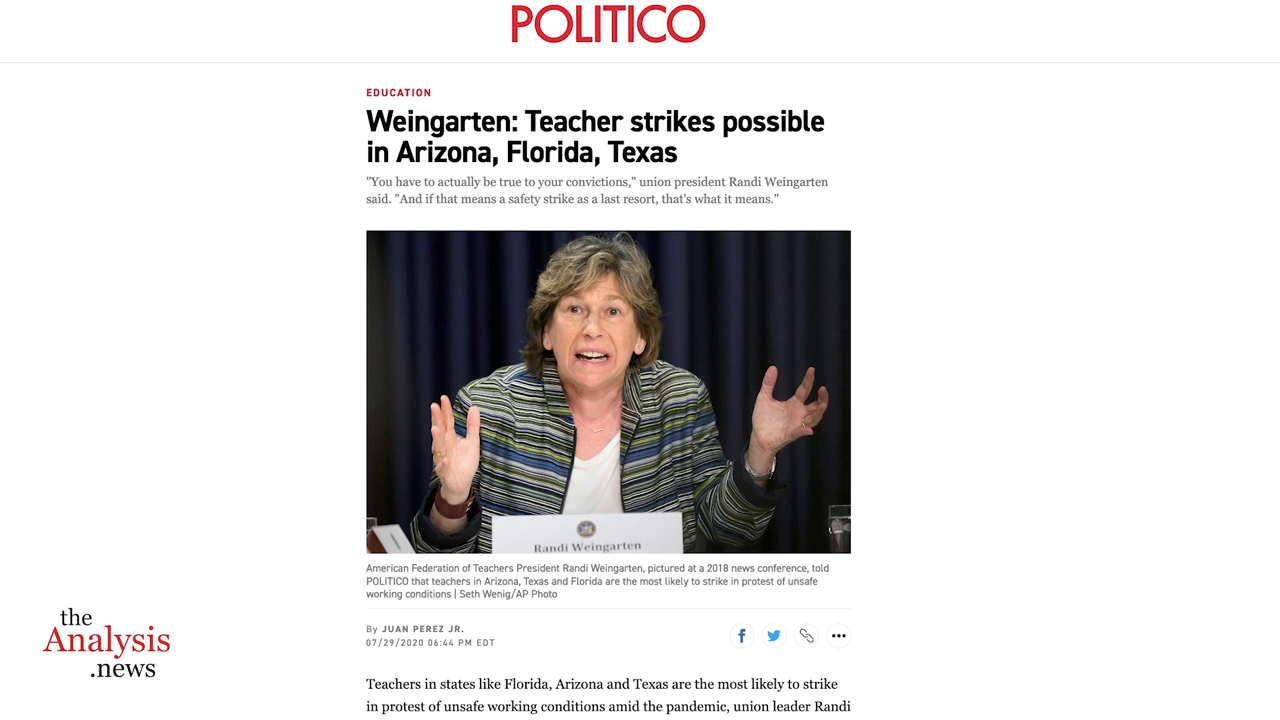 POLITICO
EDUCATION
Weingarten: Teacher strikes possible
in Arizona, Florida, Texas
"You have to actually be true to your convictions," union president Randi Weingarten
said. "And if that means a safety strike as a last resort, that's what it means."
Randi Weingarten
American Federation of Teachers President Randi Weingarten, pictured at a 2018 news conference, told
POLITICO that teachers in Arizona, Texas and Florida are the most likely to strike in protest of unsafe
working conditions | Seth Wenig/AP Photo
By JUAN PEREZ JR.
07/29/2020 06:44 PM EDT
Teachers in states like Florida, Arizona and Texas are the most likely to strike
in protest of unsafe working conditions amid the pandemic, union leader Randi
the
Analysis
.news